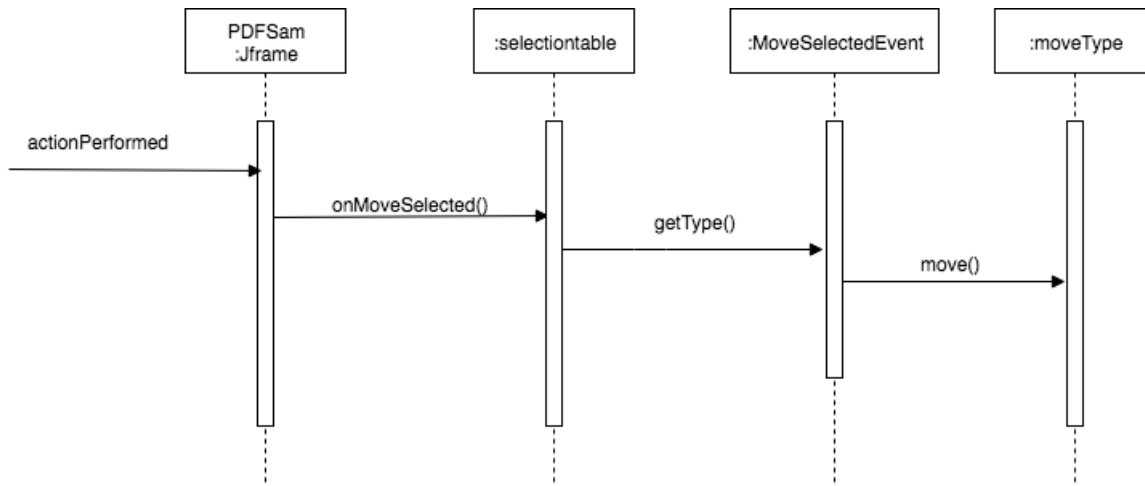 PDFSam
:Jframe
:selectiontable
:MoveSelectedEvent
:moveType
actionPerformed
onMoveSelected()
getType()
move()